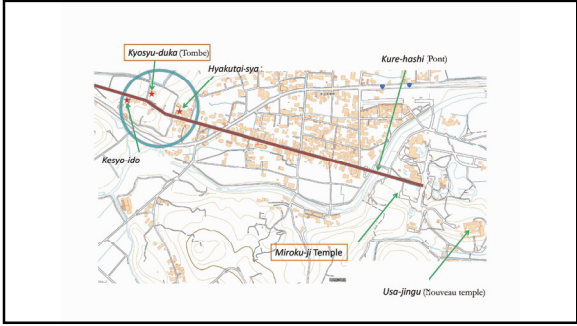 Kyosyu-duka (Tombe)
Hyakutai-sya
Kure-hashi (Pont)
Kesyo-ido
Miroku-ji Temple
Usa-jingu (Nouveau temple)